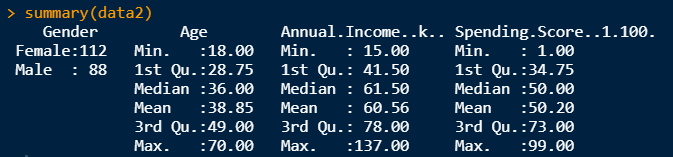 > summary(data2)
Gender Age Annual.Income..k.. Spending.Score..1.100.
Female:112 Min. :18.00 Min. : 15.00 Min. : 1.00
Male : 88 1st Qu.:28.75 1st Qu.: 41.50 1st Qu.:34.75
Median :36.00 Median : 61.50 Median :50.00
Mean :38.85 Mean : 60.56 Mean :50.20
3rd Qu.:49.00 3rd Qu.: 78.00 3rd Qu.:73.00
Max. :70.00 Max. :137.00 Max. :99.00